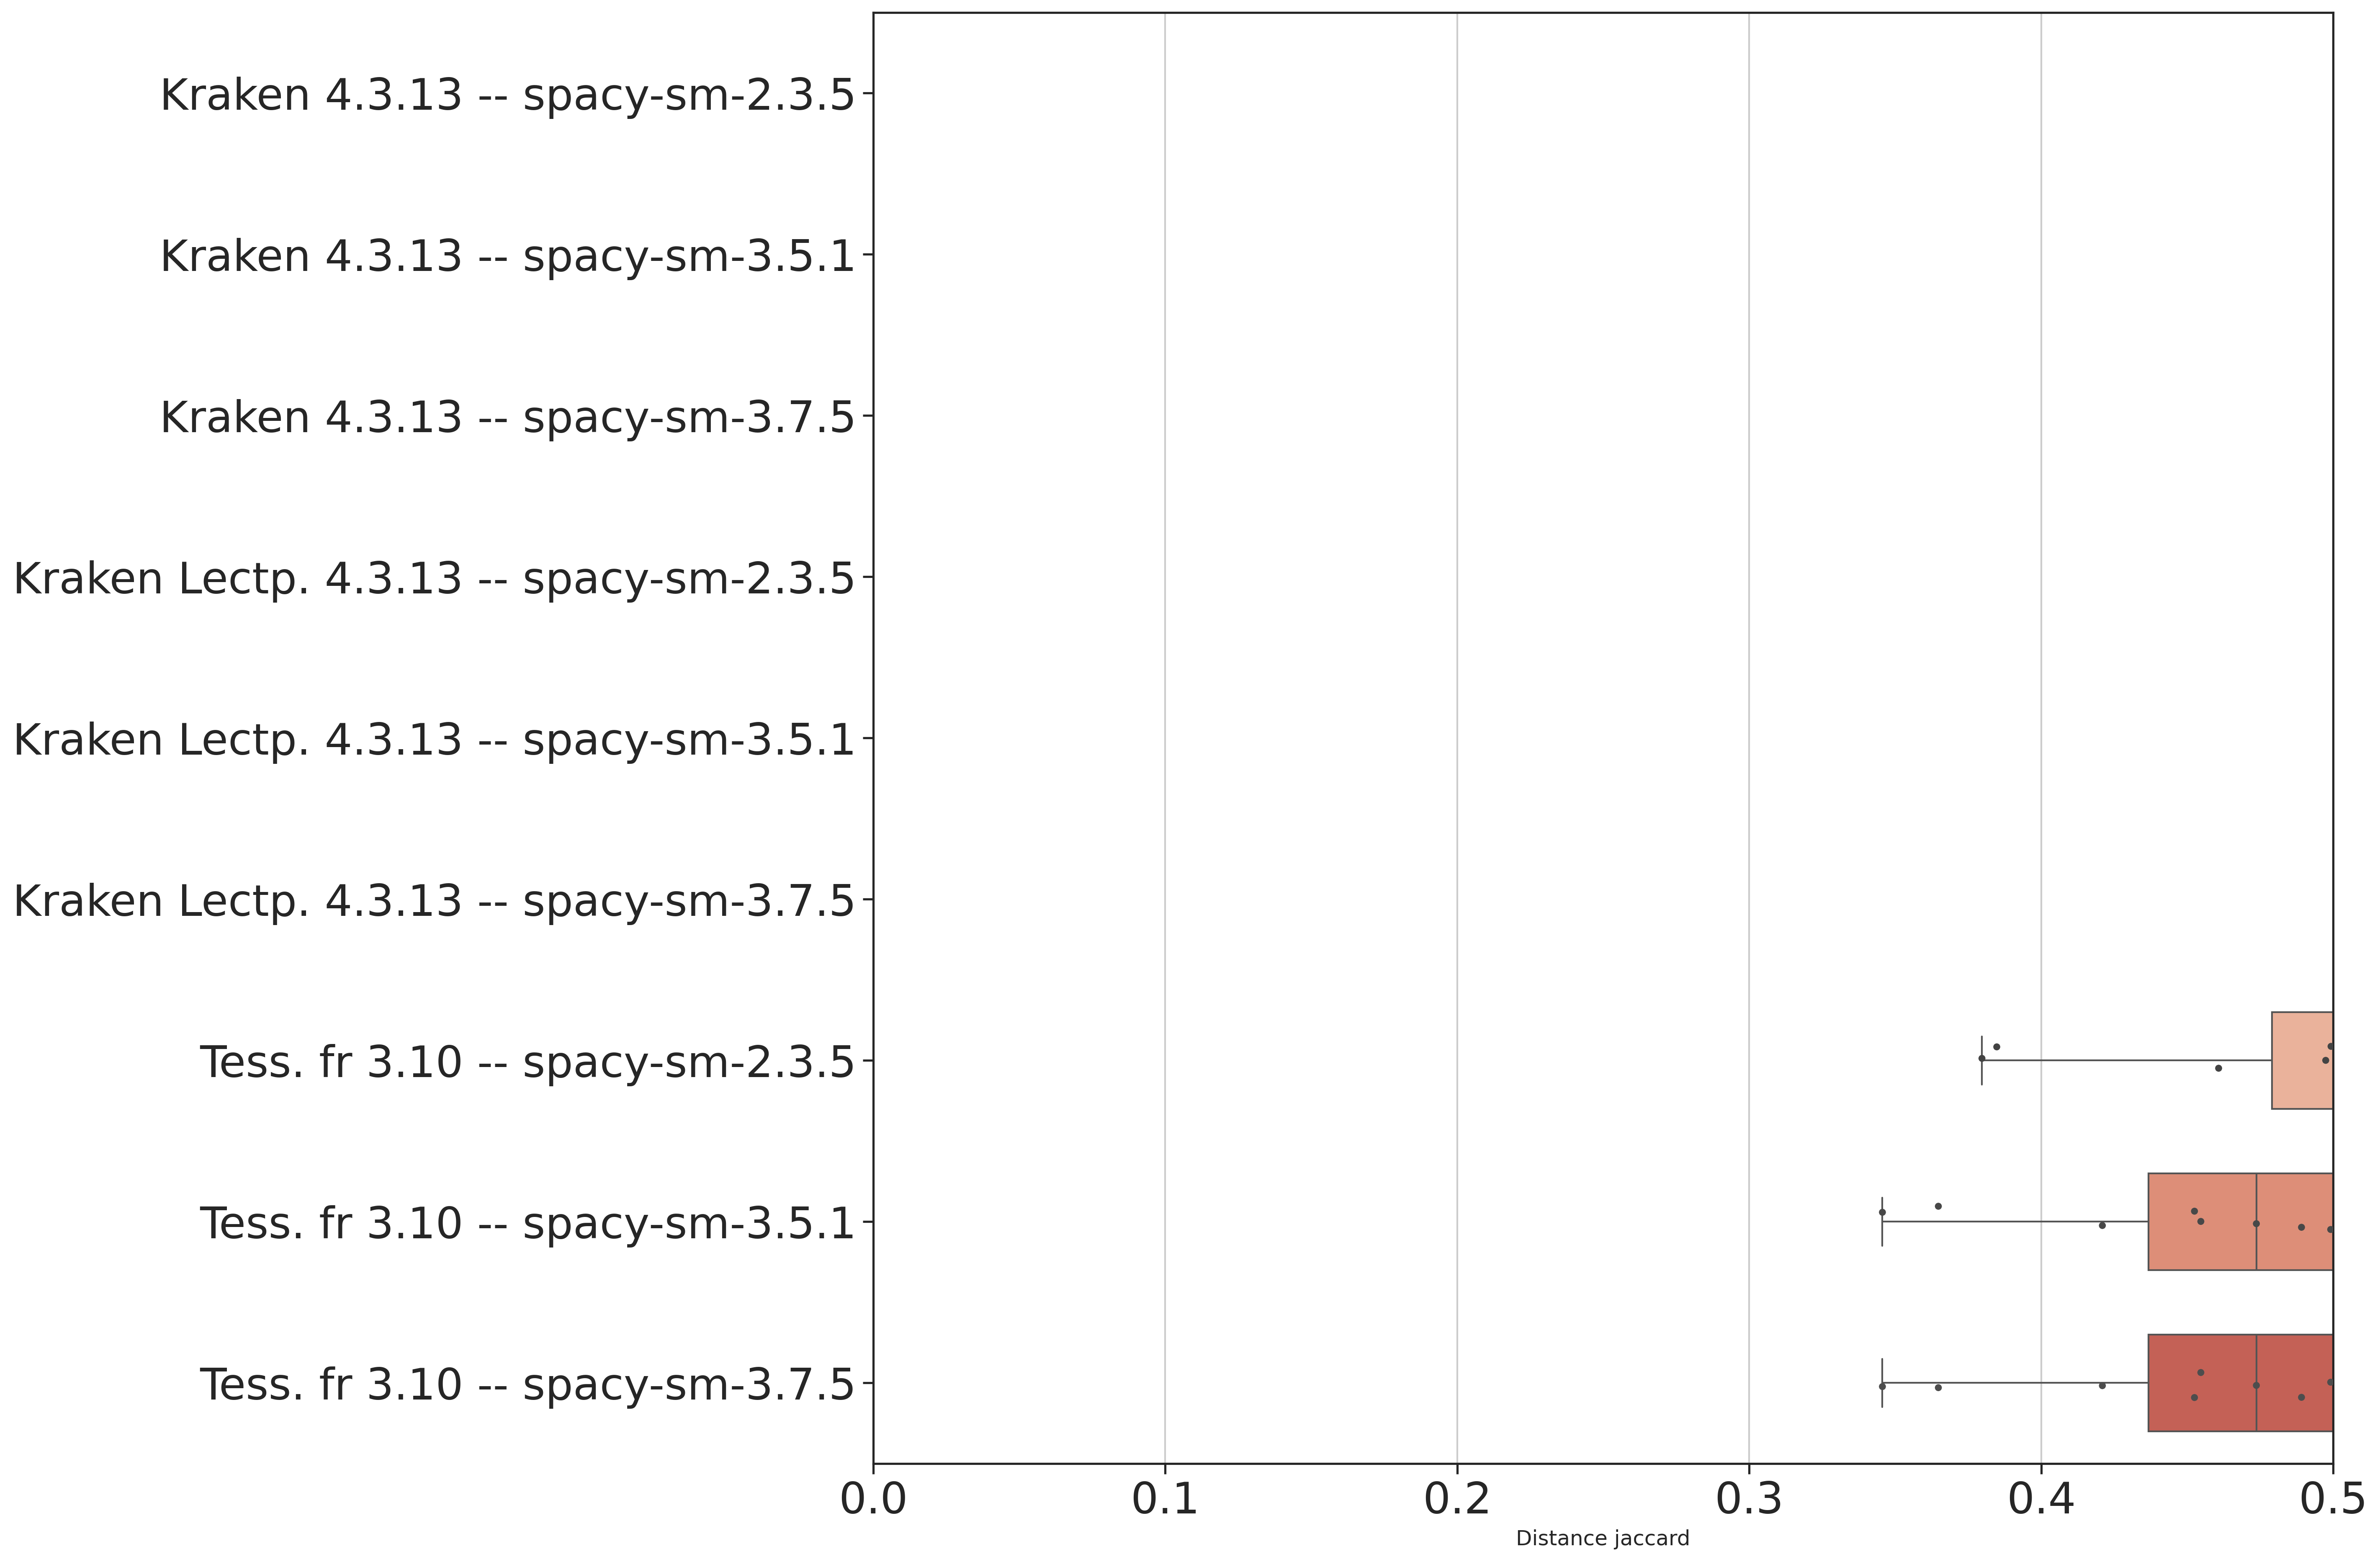 Kraken 4.3.13 -- spacy-sm-2.3.5
Kraken 4.3.13 -- spacy-sm-3.5.1
Kraken 4.3.13 -- spacy-sm-3.7.5
Kraken Lectp. 4.3.13 -- spacy-sm-2.3.5
Kraken Lectp. 4.3.13 -- spacy-sm-3.5.1
Kraken Lectp. 4.3.13 -- spacy-sm-3.7.5
Tess. fr 3.10 -- spacy-sm-2.3.5
Tess. fr 3.10 -- spacy-sm-3.5.1
Tess. fr 3.10 -- spacy-sm-3.7.5
0.0 0.1 0.2 0.3 0.4 0.5
Distance jaccard